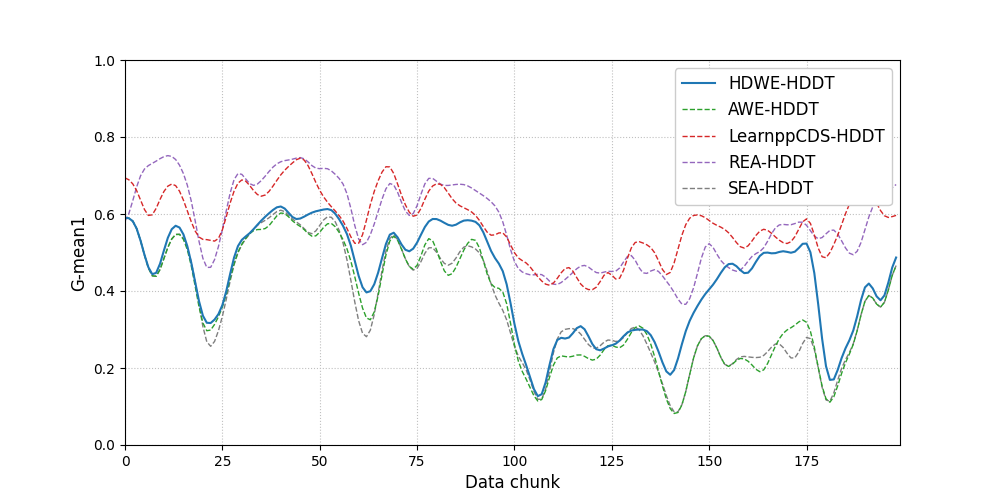 1.0
0.8
0.6
0.4
0.2
0.0
G-mean1
0
25
50
75
100
125
150
175
Data chunk
HDWE-HDDT
AWE-HDDT
LearnppCDS-HDDT
REA-HDDT
SEA-HDDT